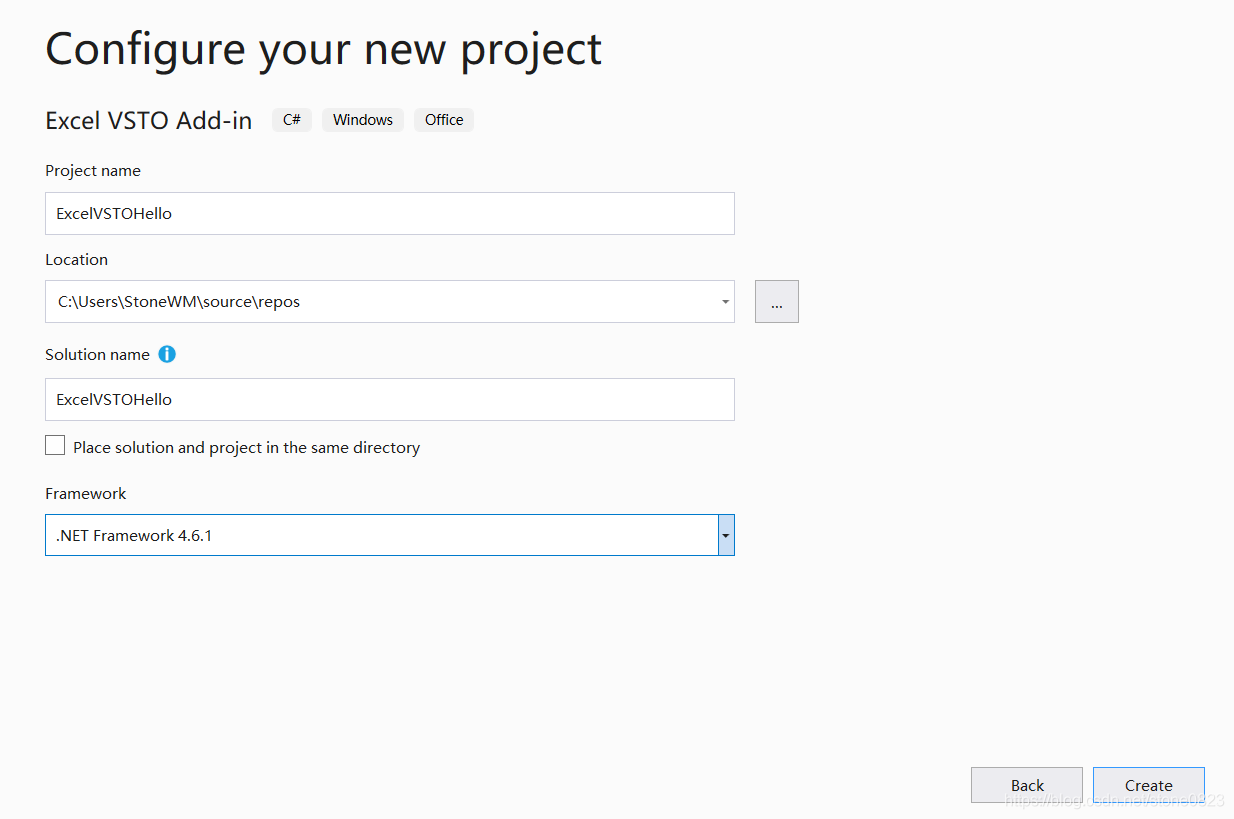 Configure your new project
Excel VSTO Add-in C# Windows Office
Project name
ExcelVSTOHello
Location
C:\Users\StoneWM\source\repos
...
Solution name
ExcelVSTOHello
Place solution and project in the same directory
Framework
.NET Framework 4.6.1
Back Create
https://blog.csdn.net/stone0823